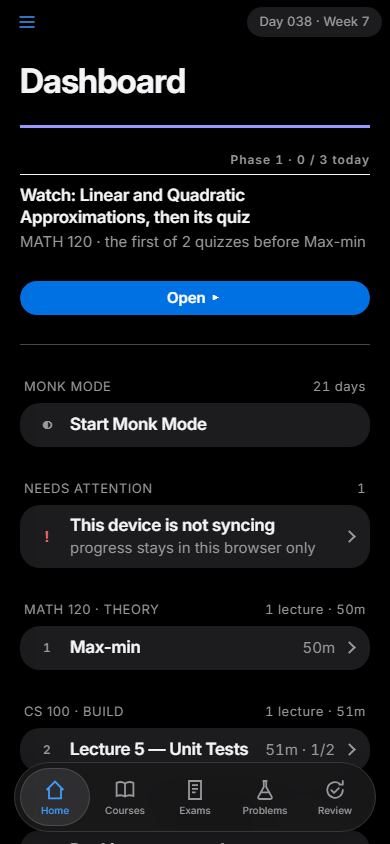 Day 038 · Week 7
Dashboard
Phase 1 · 0 / 3 today
Watch: Linear and Quadratic
Approximations, then its quiz
MATH 120 · the first of 2 quizzes before Max-min
Open
MONK MODE
21 days
Start Monk Mode
NEEDS ATTENTION
1
! This device is not syncing
progress stays in this browser only
MATH 120 · THEORY
1 lecture · 50m
1 Max-min 50m
CS 100 · BUILD
1 lecture · 51m
2 Lecture 5 — Unit Tests 51m · 1/2
Home
Courses
Exams
Problems
Review